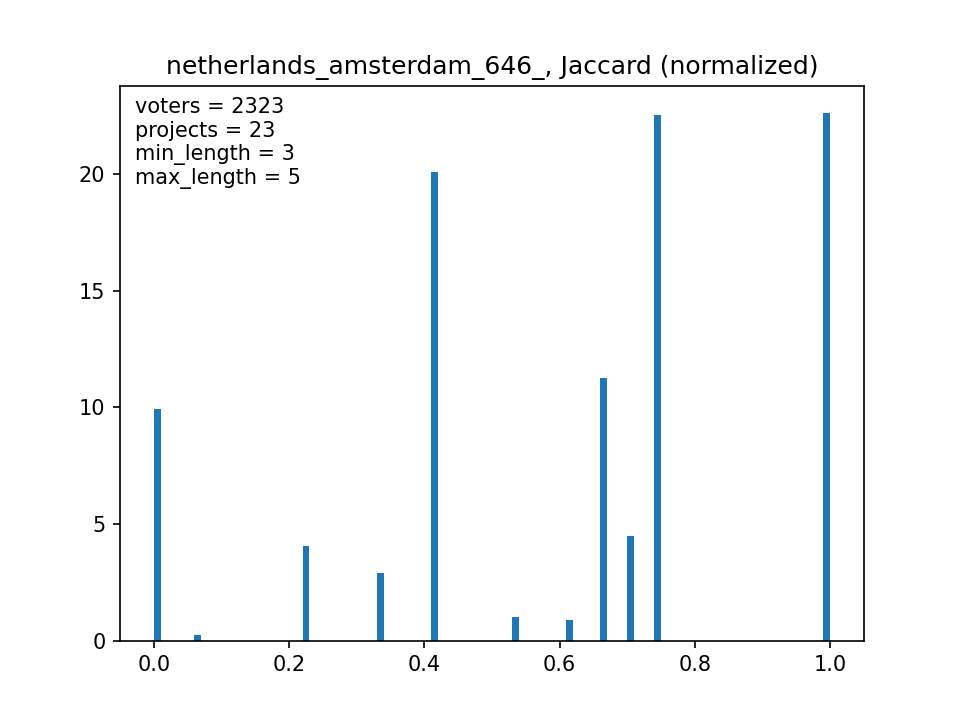 netherlands_amsterdam_646_, Jaccard (normalized)
voters = 2323
projects = 23
min_length = 3
max_length = 5
20
15
10
5
0
0.0 0.2 0.4 0.6 0.8 1.0